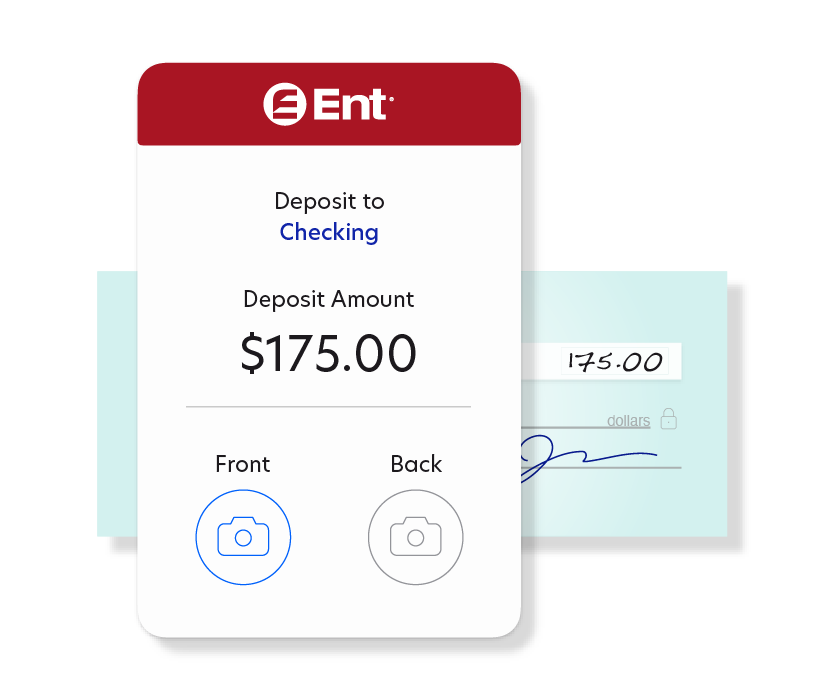 Ent
Deposit to
Checking
Deposit Amount
$175.00
175.00
dollars
Front
Back